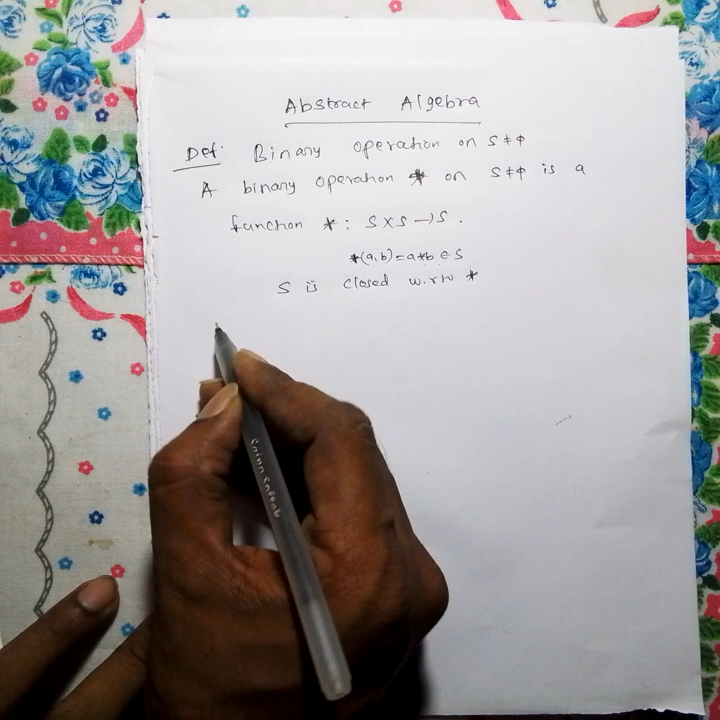 Abstract Algebra
Def: Binary operation on S≠φ
A binary operation * on S≠φ is a
function *: S×S→S.
*(a,b)=a*b∈S
S is closed w.r.to *